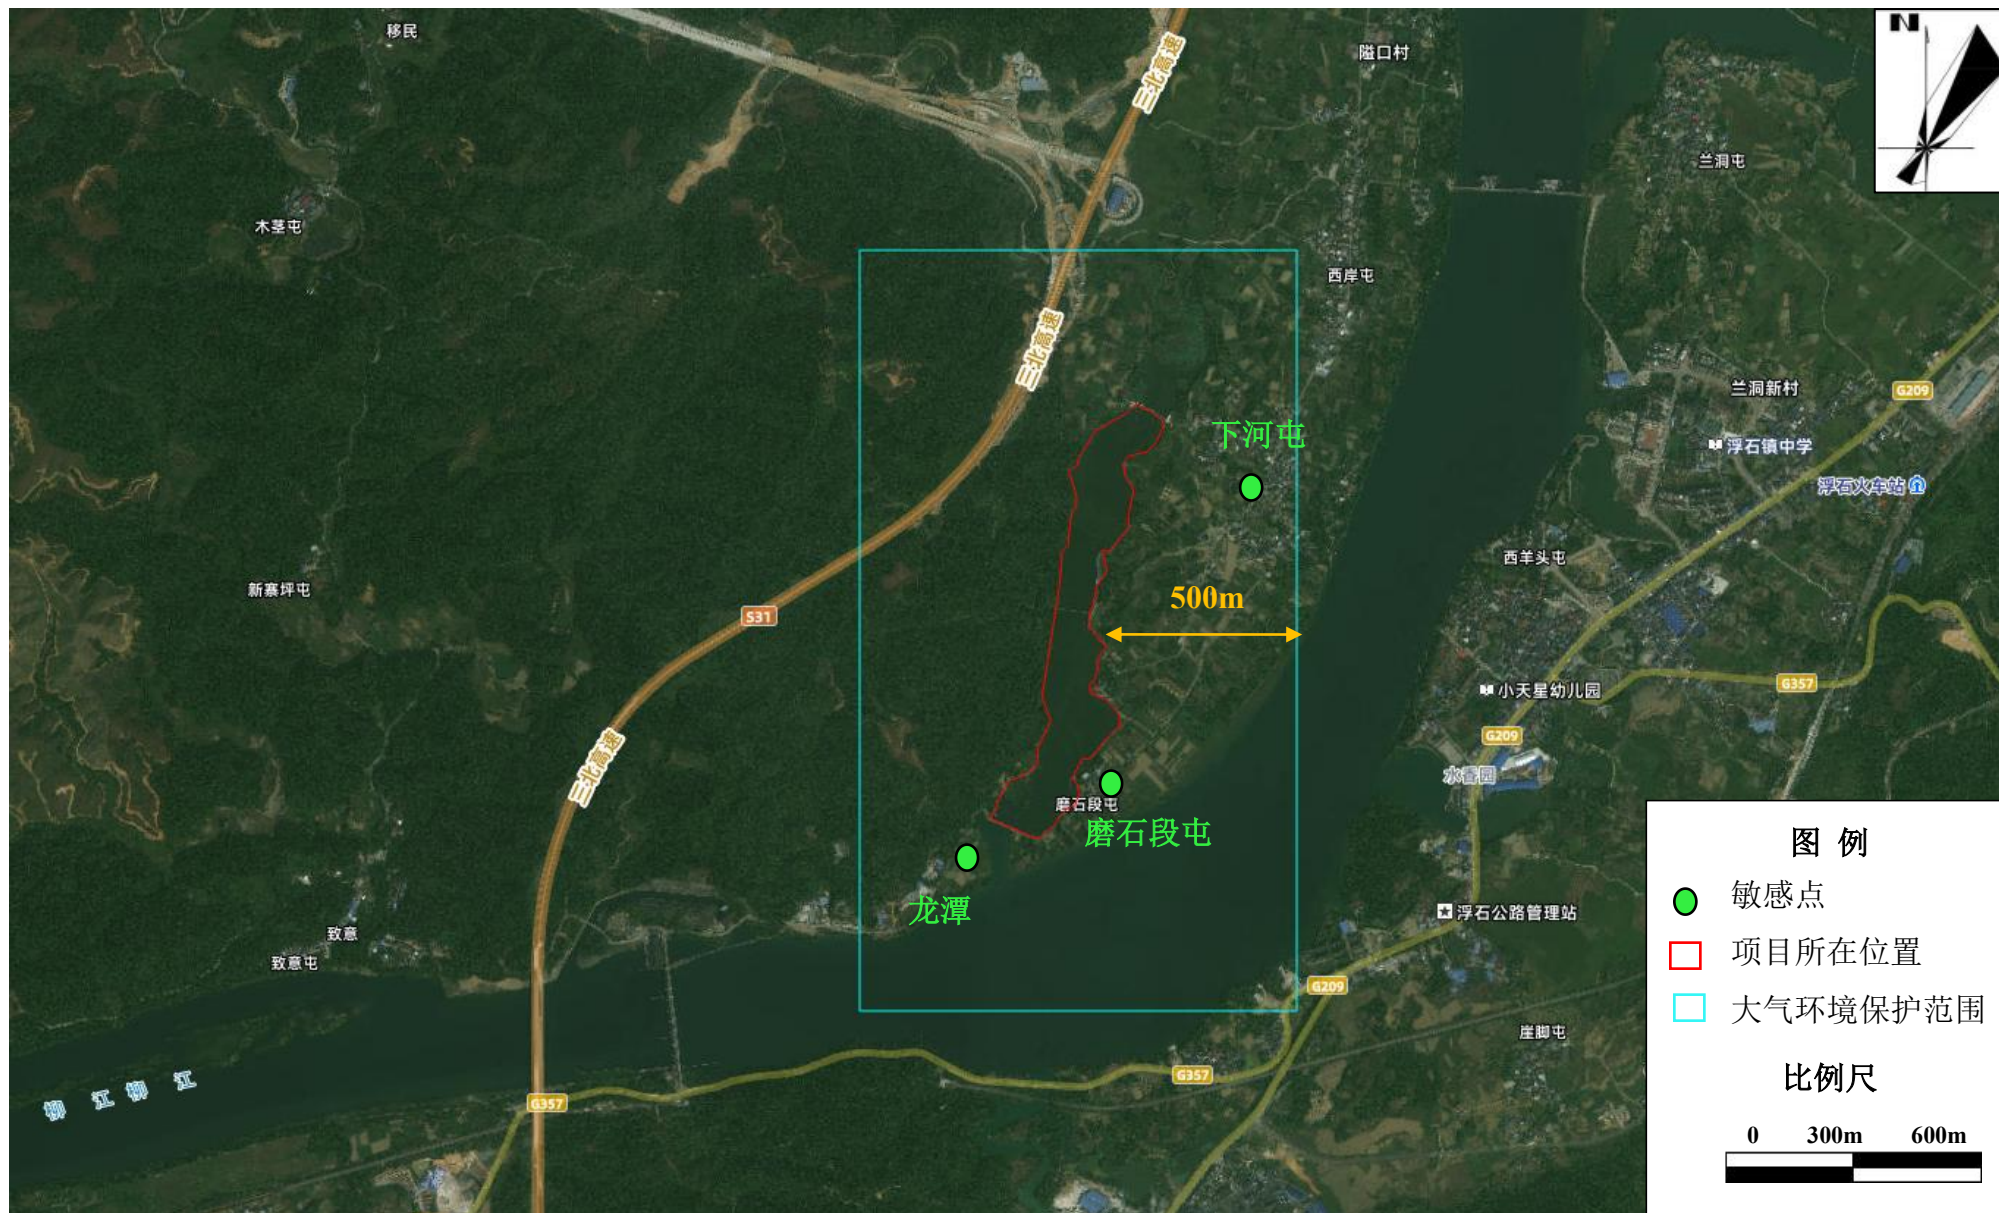 移民
三北高速
隘口村
N
兰洞屯
木茎屯
西岸屯
三北高速
兰洞新村
G209
下河屯
浮石镇中学
浮石火车站
西羊头屯
新寨坪屯
500m
S31
小天星幼儿园
G357
G209
三北高速
水香园
磨石段屯
磨石段屯
龙潭
浮石公路管理站
致意
致意屯
G209
崖脚屯
G357
柳江柳江
G357
图 例
敏感点
项目所在位置
大气环境保护范围
比例尺
0 300m 600m